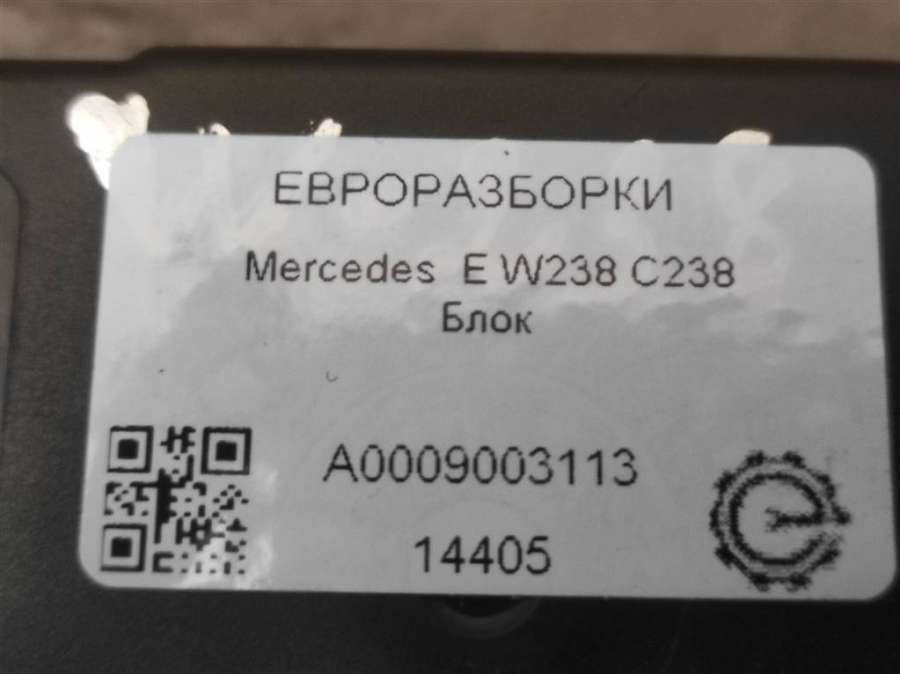 ЕВРОРАЗБОРКИ
Mercedes E W238 C238
Блок
A0009003113
14405